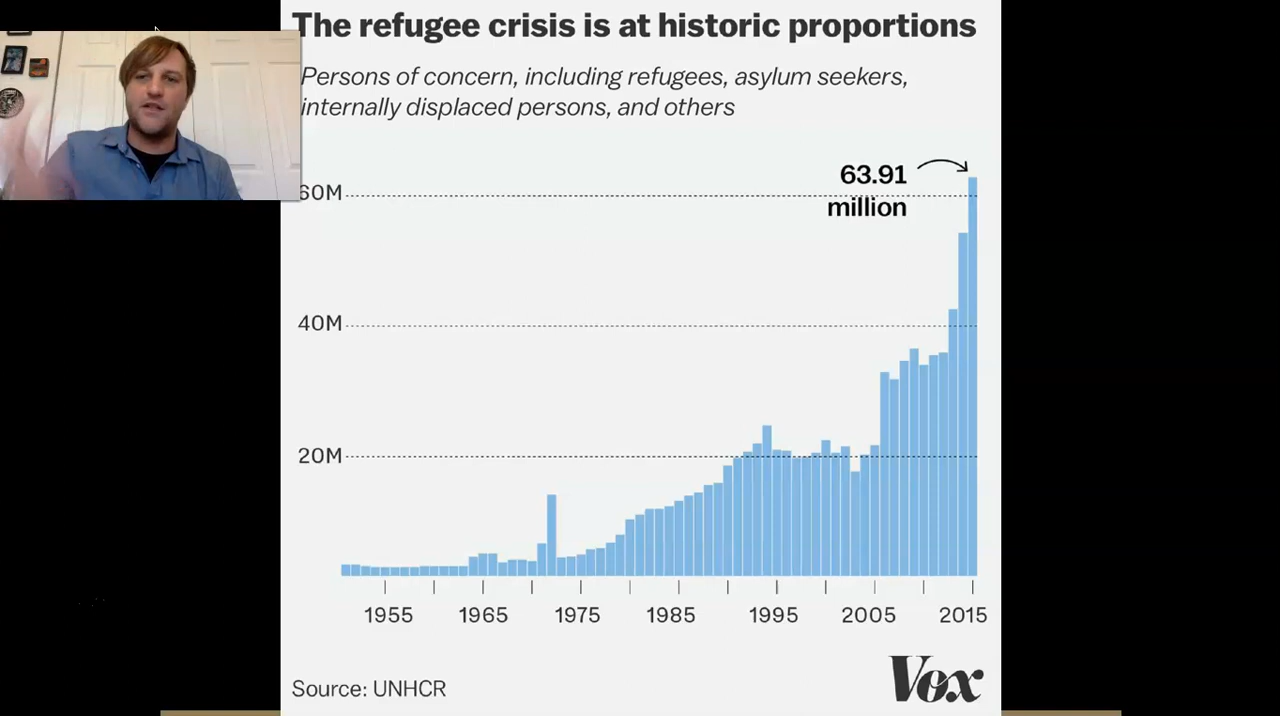 The refugee crisis is at historic proportions
Persons of concern, including refugees, asylum seekers,
internally displaced persons, and others
63.91
million
60M
40M
20M
1955 1965 1975 1985 1995 2005 2015
Source: UNHCR
Vox